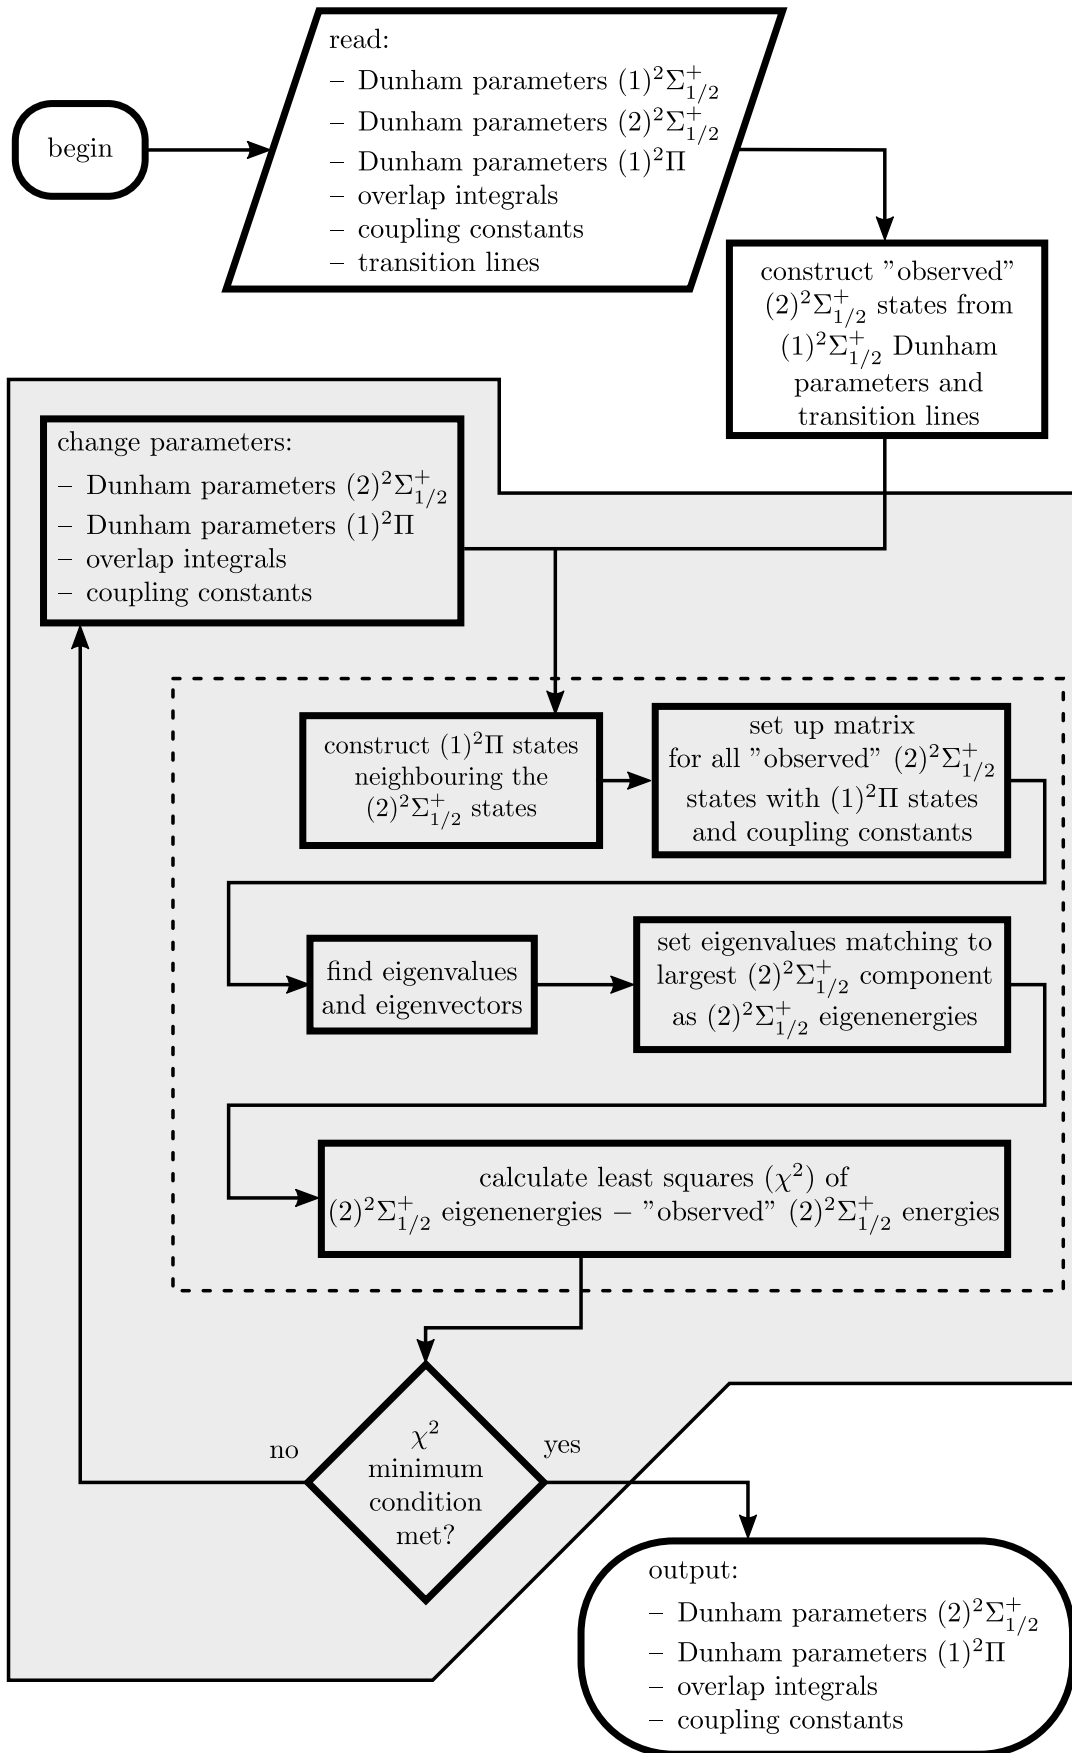 begin
read:
– Dunham parameters (1)²Σ⁺₁/₂
– Dunham parameters (2)²Σ⁺₁/₂
– Dunham parameters (1)²Π
– overlap integrals
– coupling constants
– transition lines
construct ”observed”
(2)²Σ⁺₁/₂ states from
(1)²Σ⁺₁/₂ Dunham
parameters and
transition lines
change parameters:
– Dunham parameters (2)²Σ⁺₁/₂
– Dunham parameters (1)²Π
– overlap integrals
– coupling constants
construct (1)²Π states
neighbouring the
(2)²Σ⁺₁/₂ states
set up matrix
for all ”observed” (2)²Σ⁺₁/₂
states with (1)²Π states
and coupling constants
find eigenvalues
and eigenvectors
set eigenvalues matching to
largest (2)²Σ⁺₁/₂ component
as (2)²Σ⁺₁/₂ eigenenergies
calculate least squares (χ²) of
(2)²Σ⁺₁/₂ eigenenergies – ”observed” (2)²Σ⁺₁/₂ energies
χ²
minimum
condition
met?
no
yes
output:
– Dunham parameters (2)²Σ⁺₁/₂
– Dunham parameters (1)²Π
– overlap integrals
– coupling constants